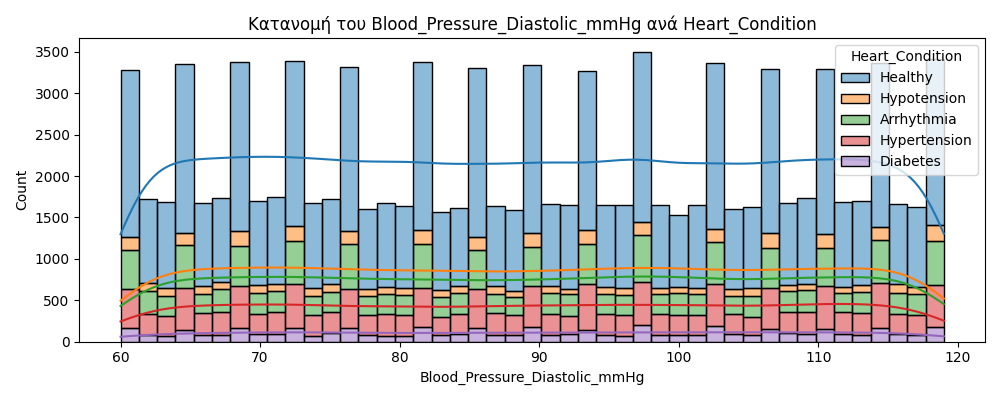 Κατανομή του Blood_Pressure_Diastolic_mmHg ανά Heart_Condition
Heart_Condition
Healthy
Hypotension
Arrhythmia
Hypertension
Diabetes
Count
3500
3000
2500
2000
1500
1000
500
0
60 70 80 90 100 110 120
Blood_Pressure_Diastolic_mmHg